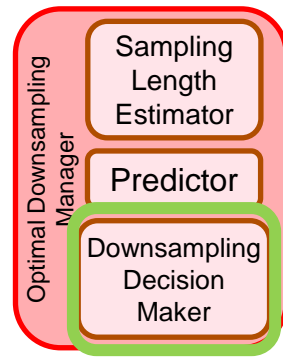 Optimal Downsampling
Manager
Sampling
Length
Estimator
Predictor
Downsampling
Decision
Maker